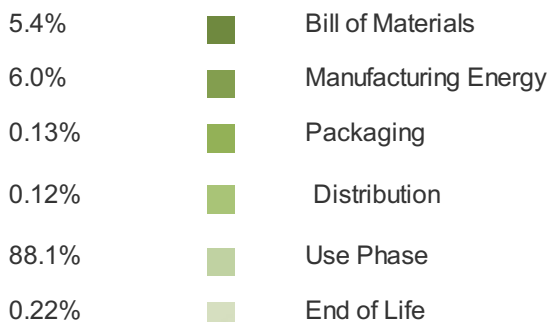 5.4% Bill of Materials
6.0% Manufacturing Energy
0.13% Packaging
0.12% Distribution
88.1% Use Phase
0.22% End of Life